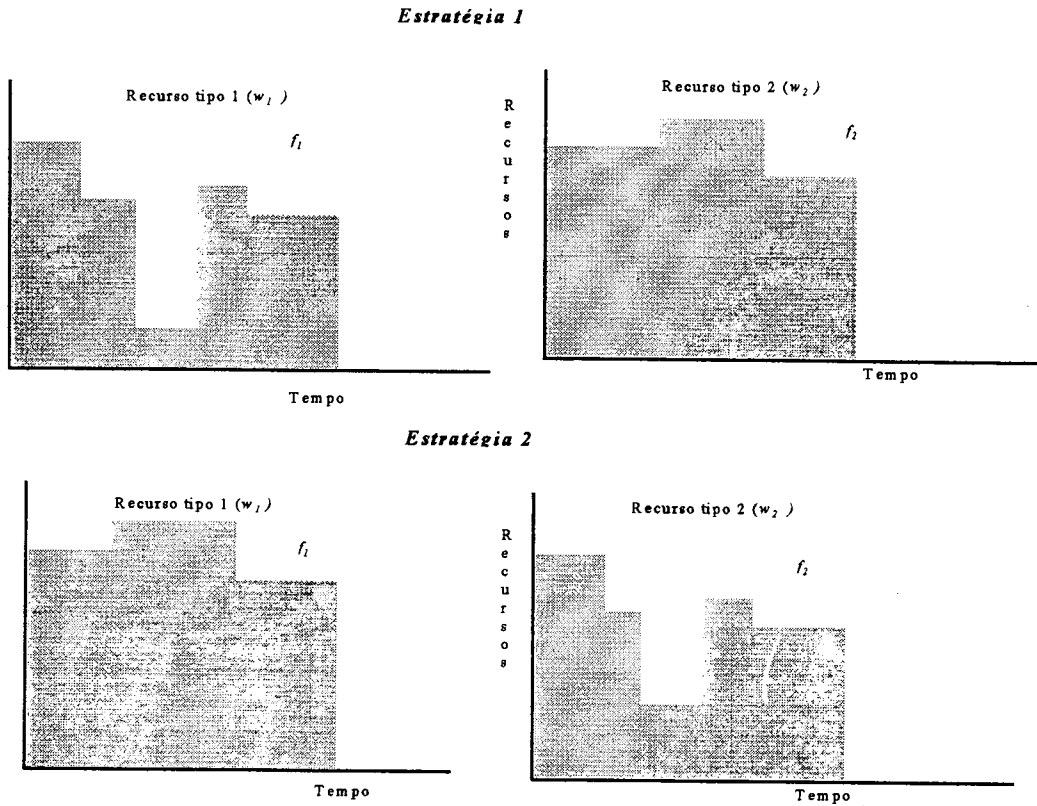 Estratégia 1
Recurso tipo 1 (w1 )
f1
Tempo
Recursos
Recurso tipo 2 (w2 )
f2
Tempo
Estratégia 2
Recurso tipo 1 (w1)
f1
Tempo
Recursos
Recurso tipo 2 (w2 )
f2
Tempo